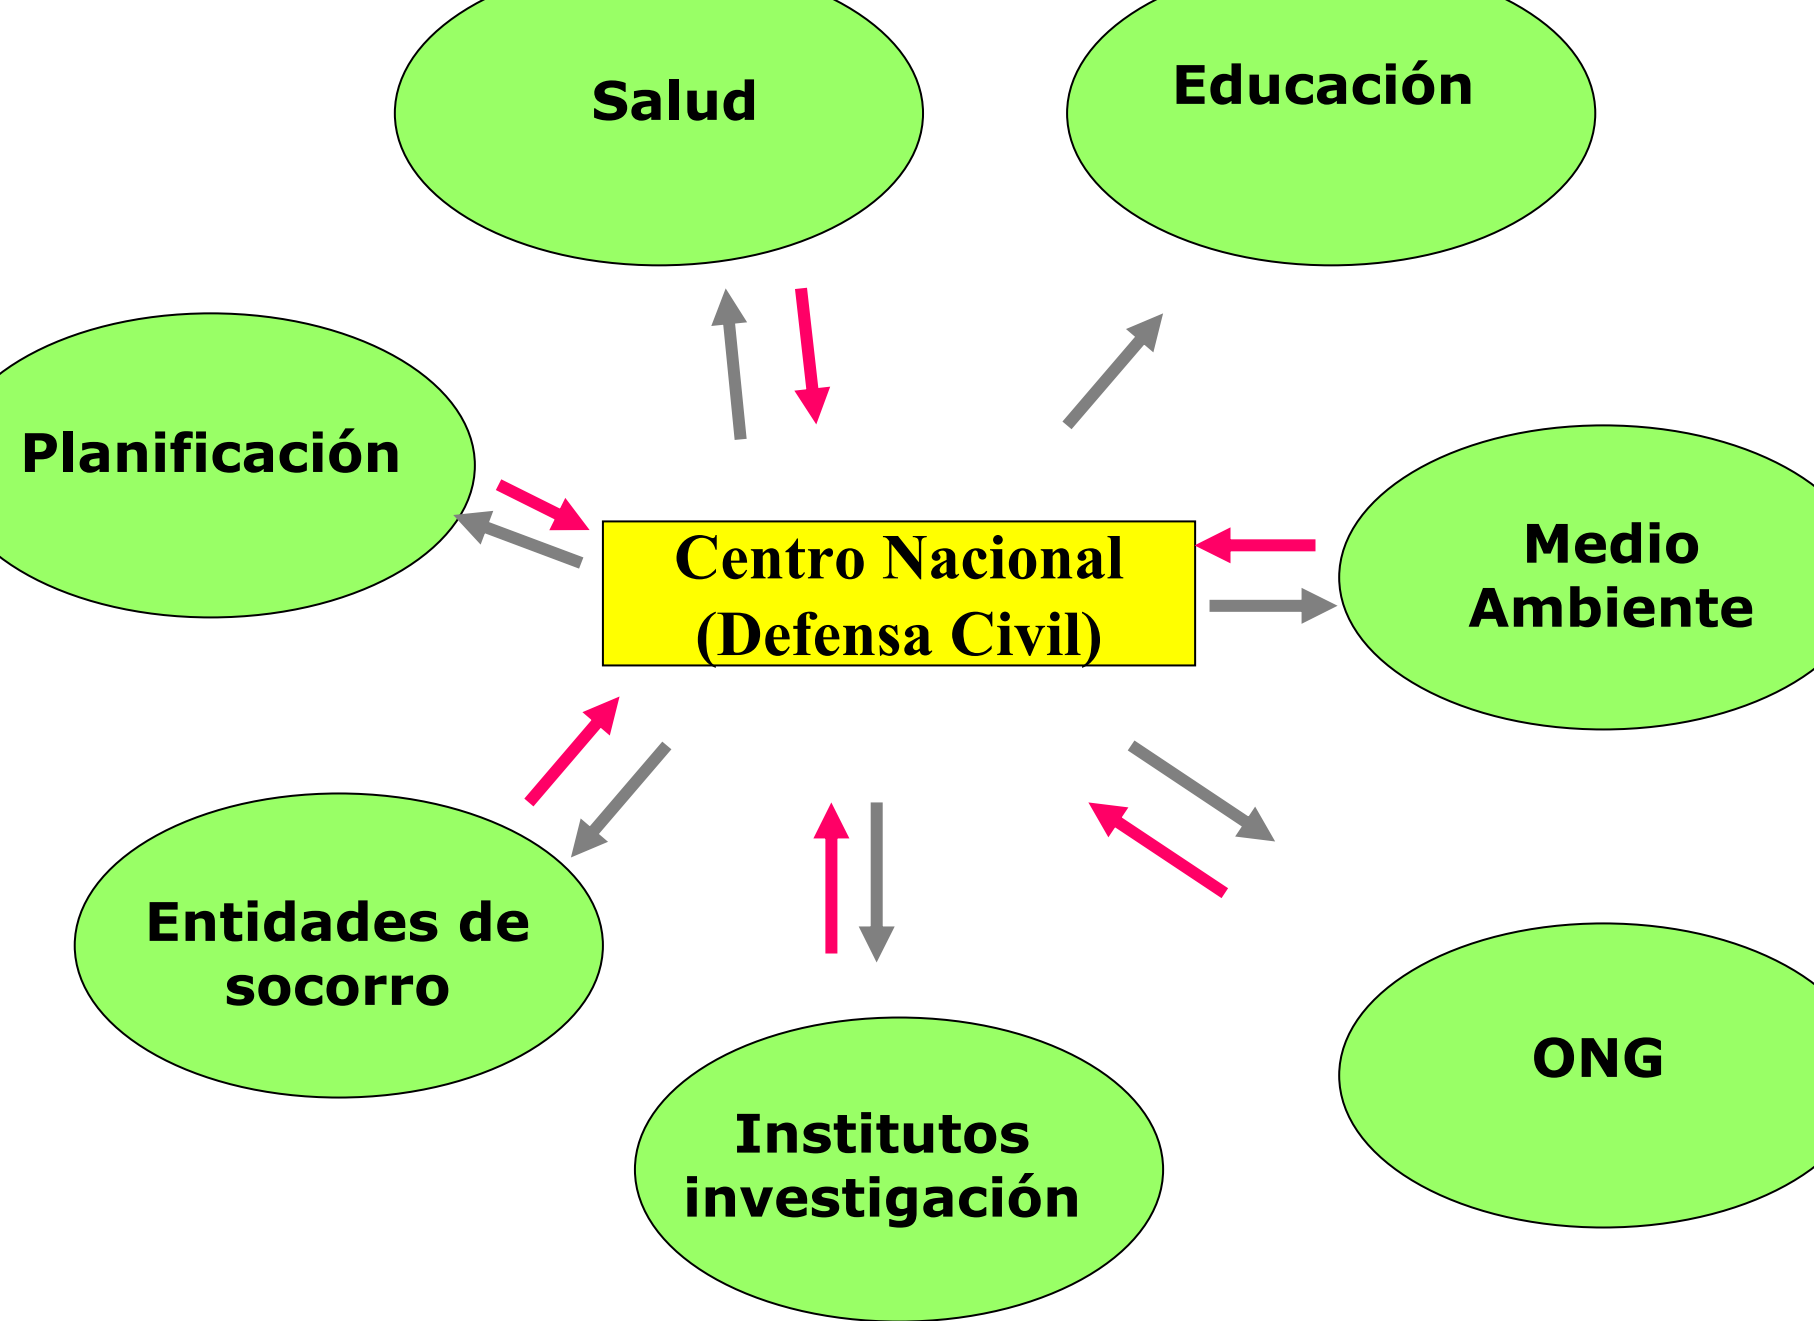 Salud
Educación
Planificación
Centro Nacional
(Defensa Civil)
Medio
Ambiente
Entidades de
socorro
ONG
Institutos
investigación